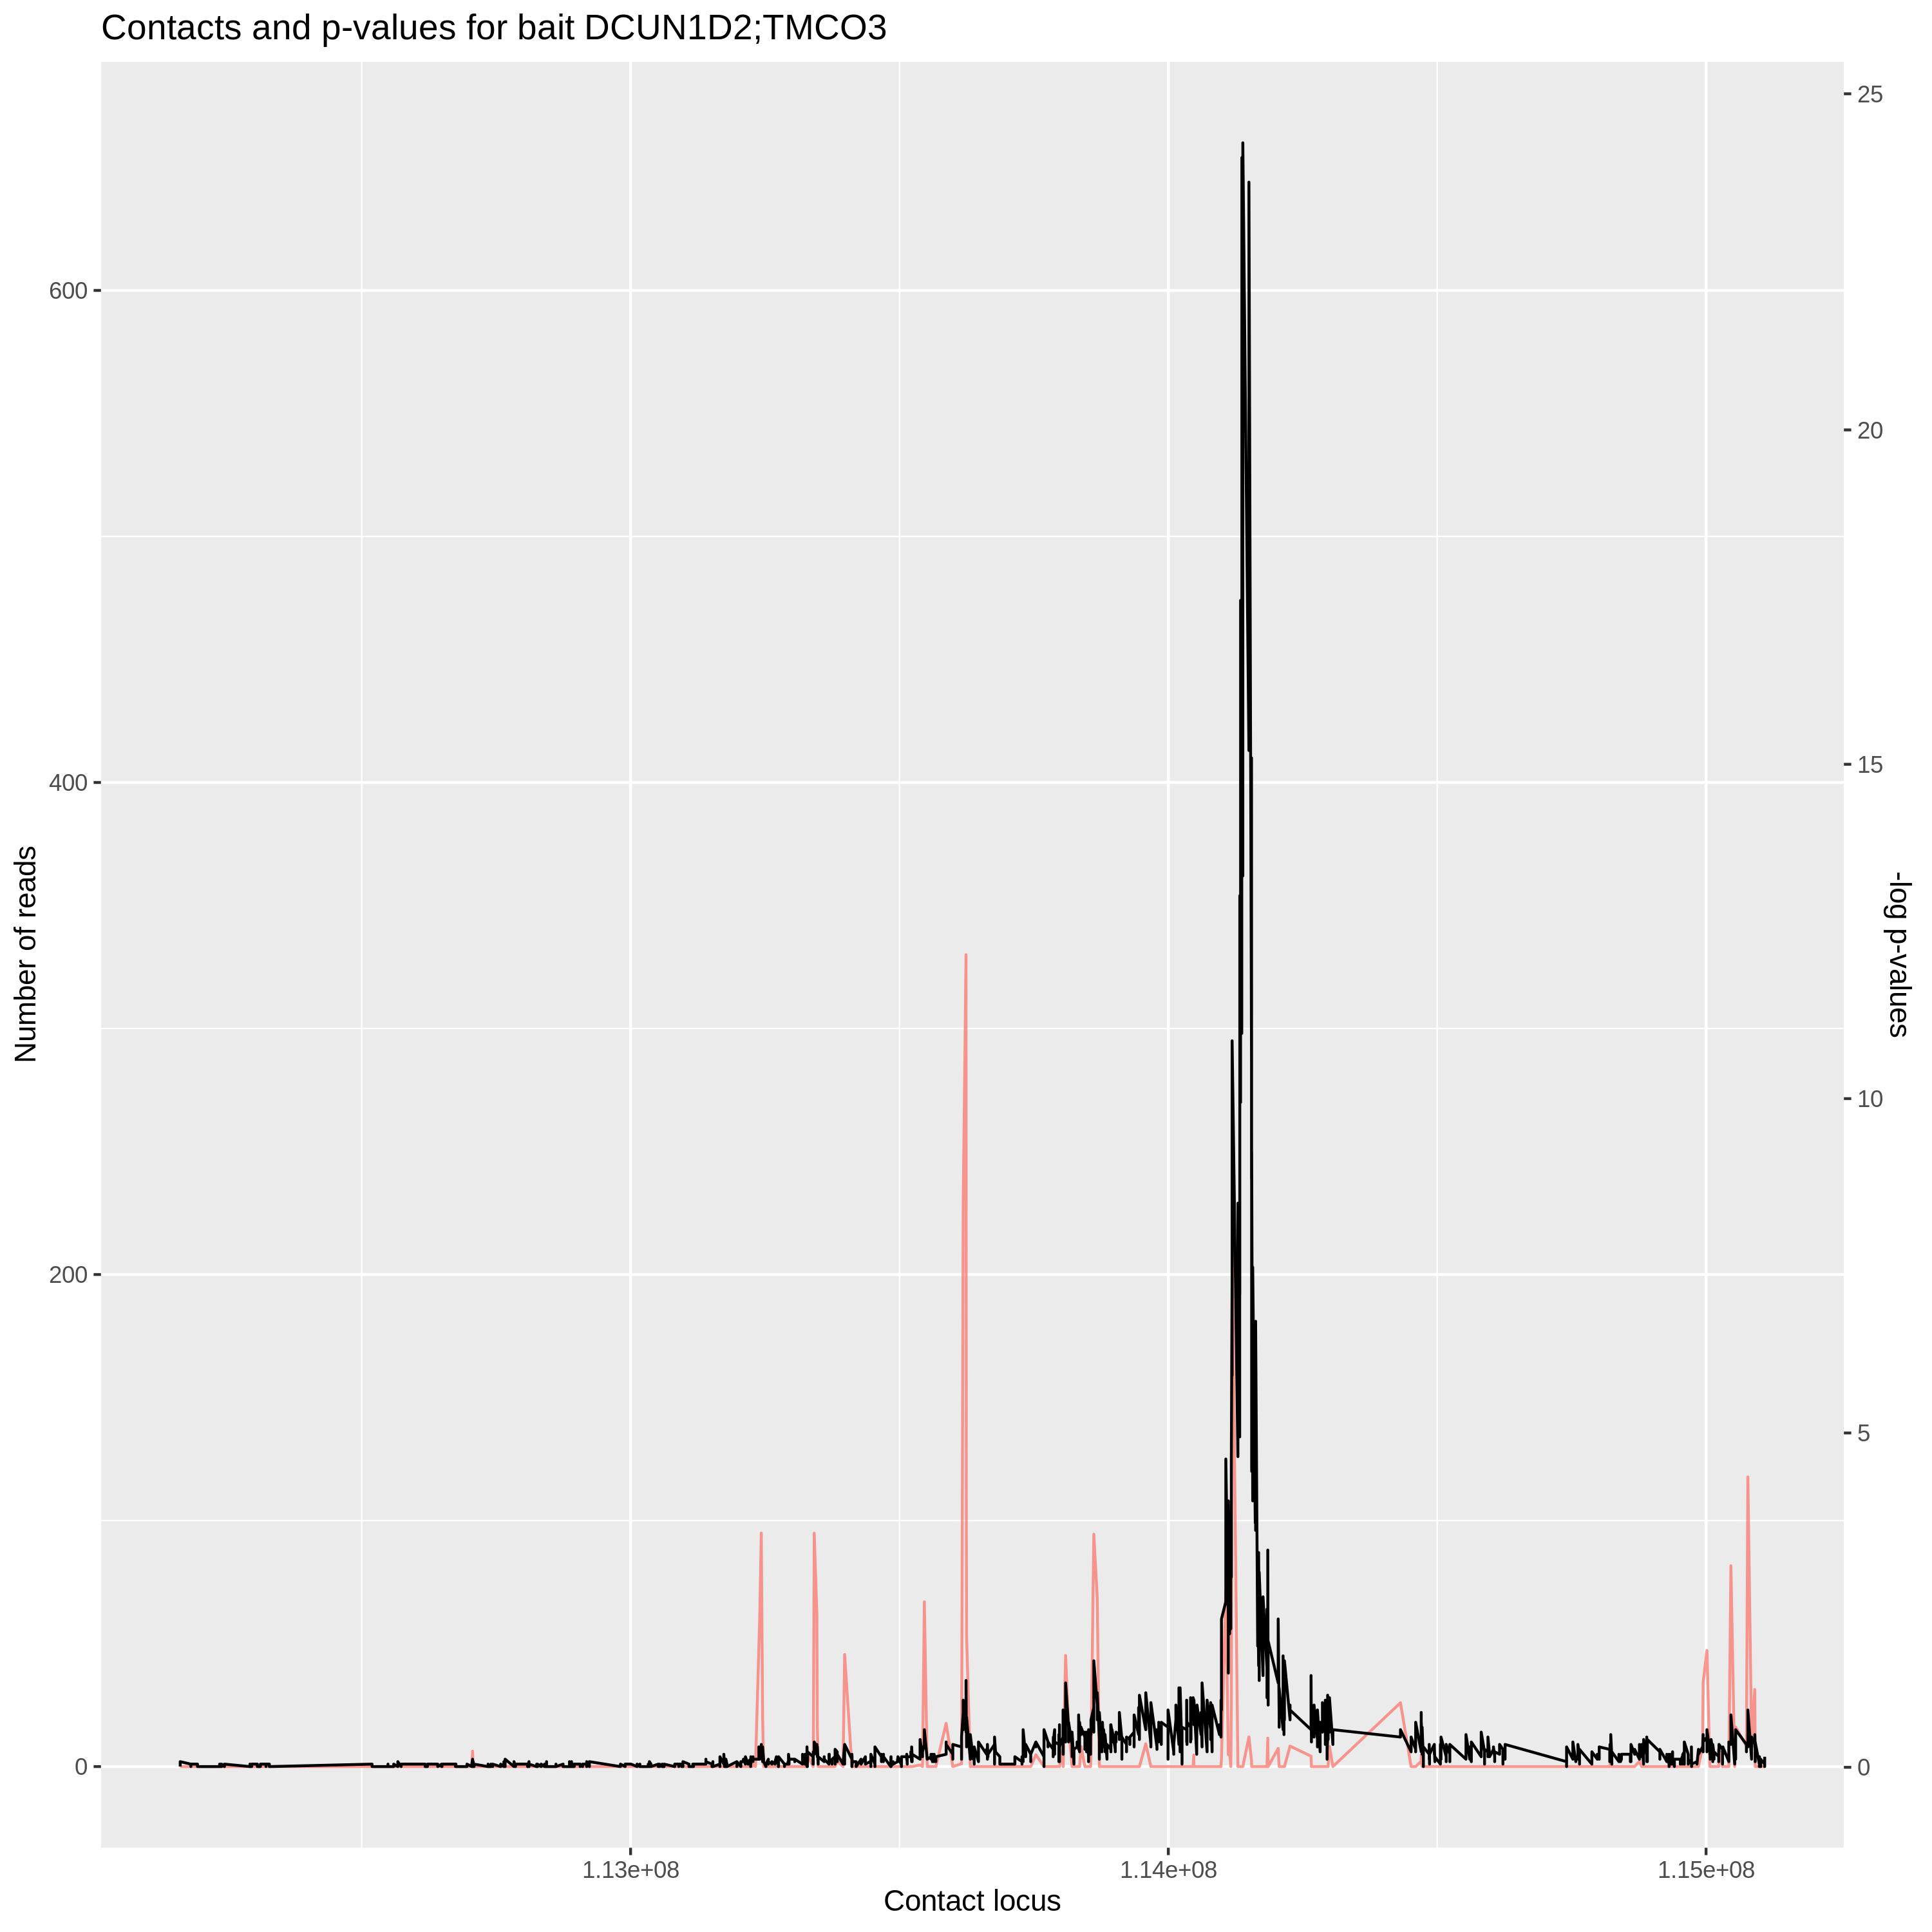 Contacts and p-values for bait DCUN1D2;TMCO3
25
600
20
400
15
Number of reads
-log p-values
10
200
5
0
0
1.13e+08
1.14e+08
1.15e+08
Contact locus